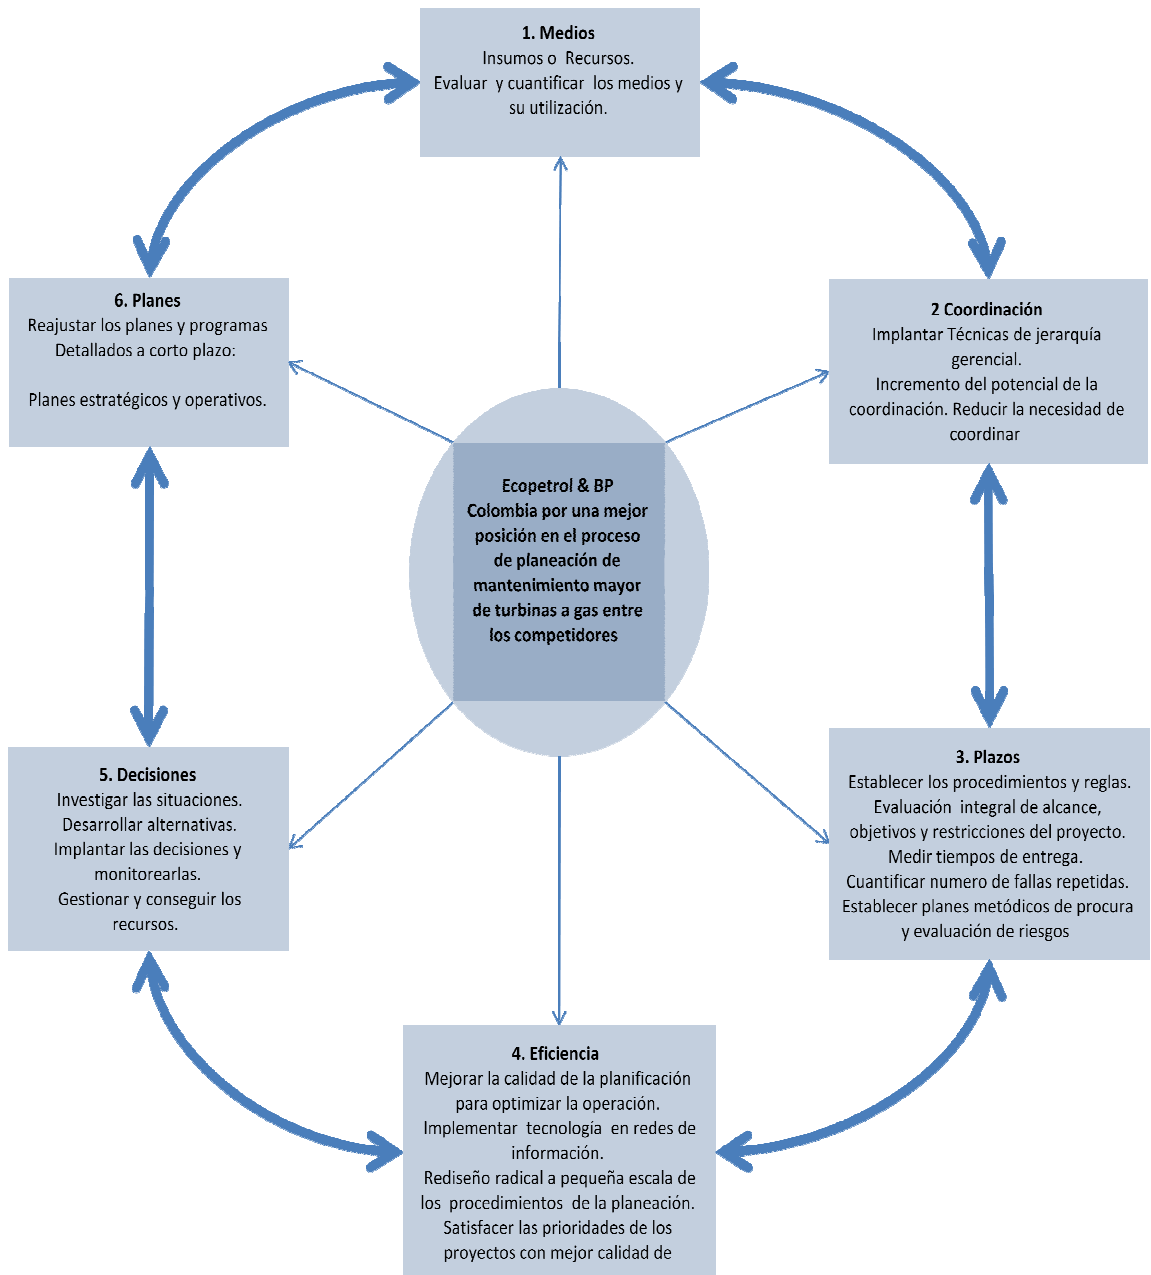 1. Medios
Insumos o Recursos.
Evaluar y cuantificar los medios y
su utilización.
6. Planes
Reajustar los planes y programas
Detallados a corto plazo:
Planes estratégicos y operativos.
2 Coordinación
Implantar Técnicas de jerarquía
gerencial.
Incremento del potencial de la
coordinación. Reducir la necesidad de
coordinar
Ecopetrol & BP
Colombia por una mejor
posición en el proceso
de planeación de
mantenimiento mayor
de turbinas a gas entre
los competidores
5. Decisiones
Investigar las situaciones.
Desarrollar alternativas.
Implantar las decisiones y
monitorearlas.
Gestionar y conseguir los
recursos.
3. Plazos
Establecer los procedimientos y reglas.
Evaluación integral de alcance,
objetivos y restricciones del proyecto.
Medir tiempos de entrega.
Cuantificar numero de fallas repetidas.
Establecer planes metódicos de procura
y evaluación de riesgos
4. Eficiencia
Mejorar la calidad de la planificación
para optimizar la operación.
Implementar tecnología en redes de
información.
Rediseño radical a pequeña escala de
los procedimientos de la planeación.
Satisfacer las prioridades de los
proyectos con mejor calidad de